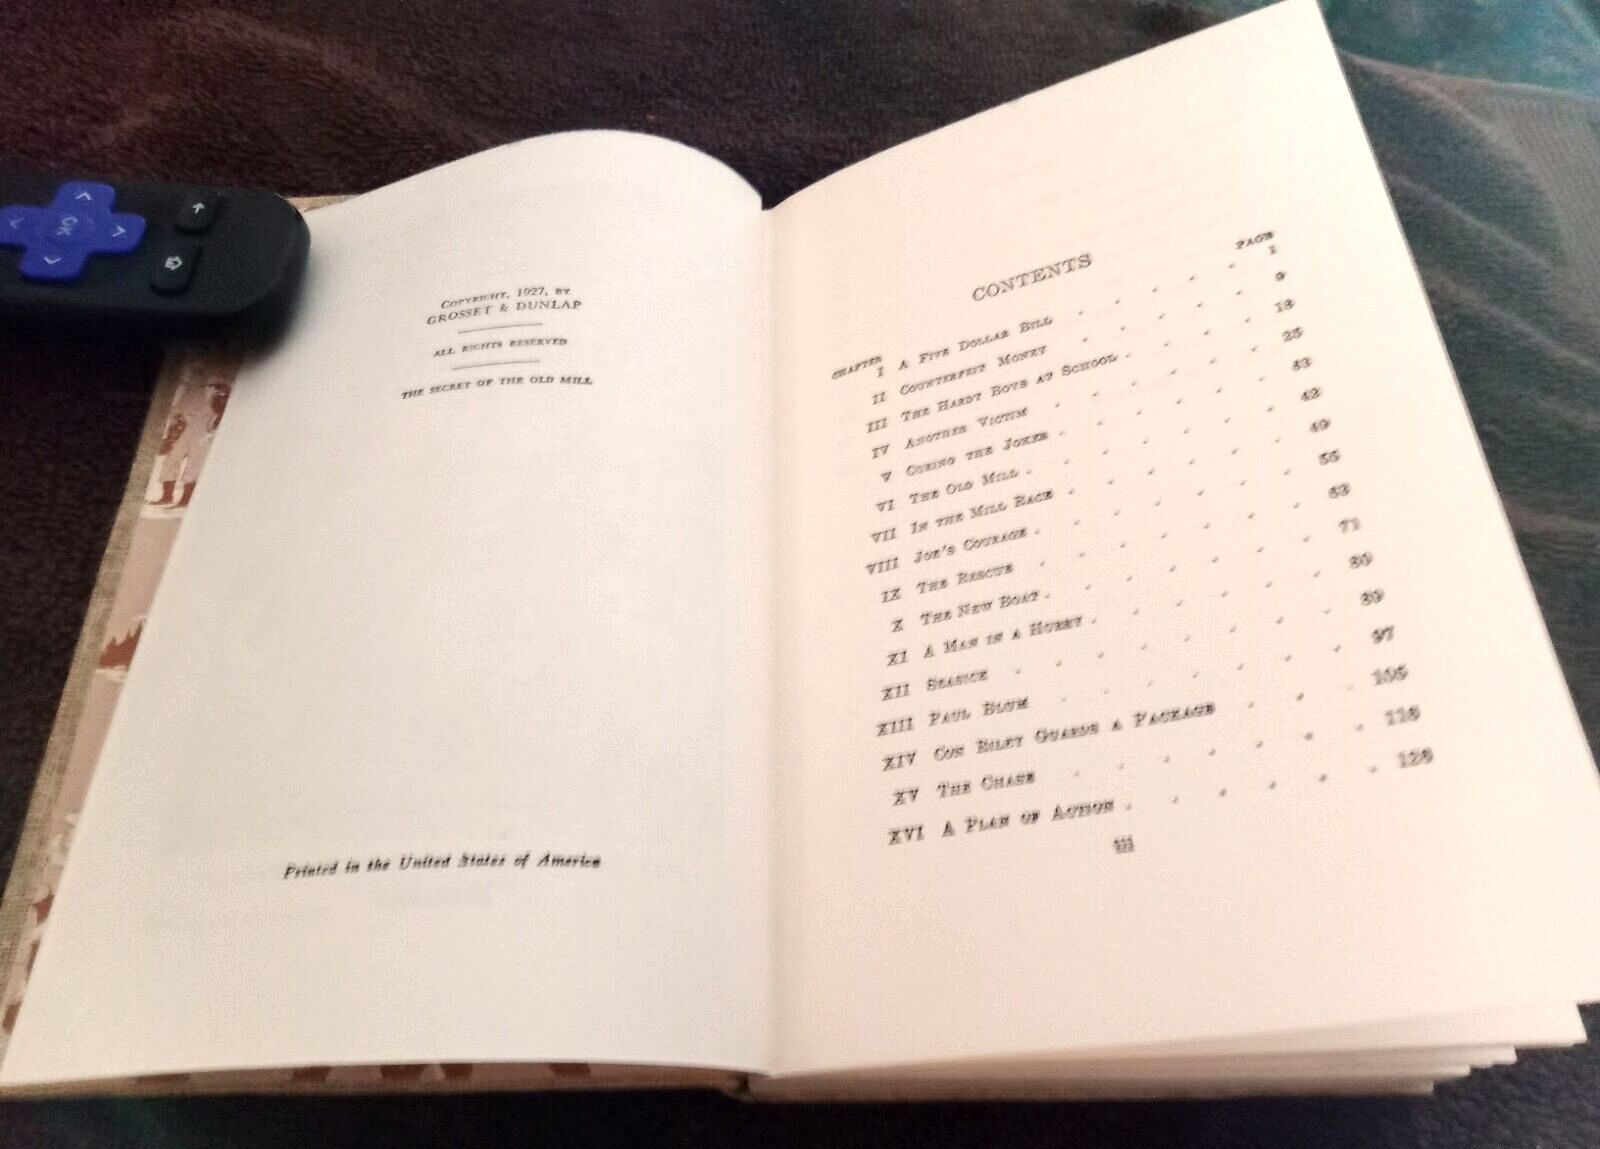 OK
COPYRIGHT, 1927, BY
GROSSET & DUNLAP
ALL RIGHTS RESERVED
THE SECRET OF THE OLD MILL
Printed in the United States of America
CONTENTS
CHAPTER PAGE
I A FIVE DOLLAR BILL . . . . . 1
II COUNTERFEIT MONEY . . . . . 9
III THE HARDY BOYS AT SCHOOL . . . . 18
IV ANOTHER VICTIM . . . . . . 25
V CURING THE JOKER . . . . . . 33
VI THE OLD MILL . . . . . . . 42
VII IN THE MILL RACE . . . . . . 49
VIII JOE'S COURAGE . . . . . . . 55
IX THE RESCUE . . . . . . . 63
X THE NEW BOAT . . . . . . . 71
XI A MAN IN A HURRY . . . . . . 80
XII SEASICK . . . . . . . . 89
XIII PAUL BLUM . . . . . . . 97
XIV CON RILEY GUARDS A PACKAGE . . . 105
XV THE CHASE . . . . . . . 116
XVI A PLAN OF ACTION . . . . . . 126
iii